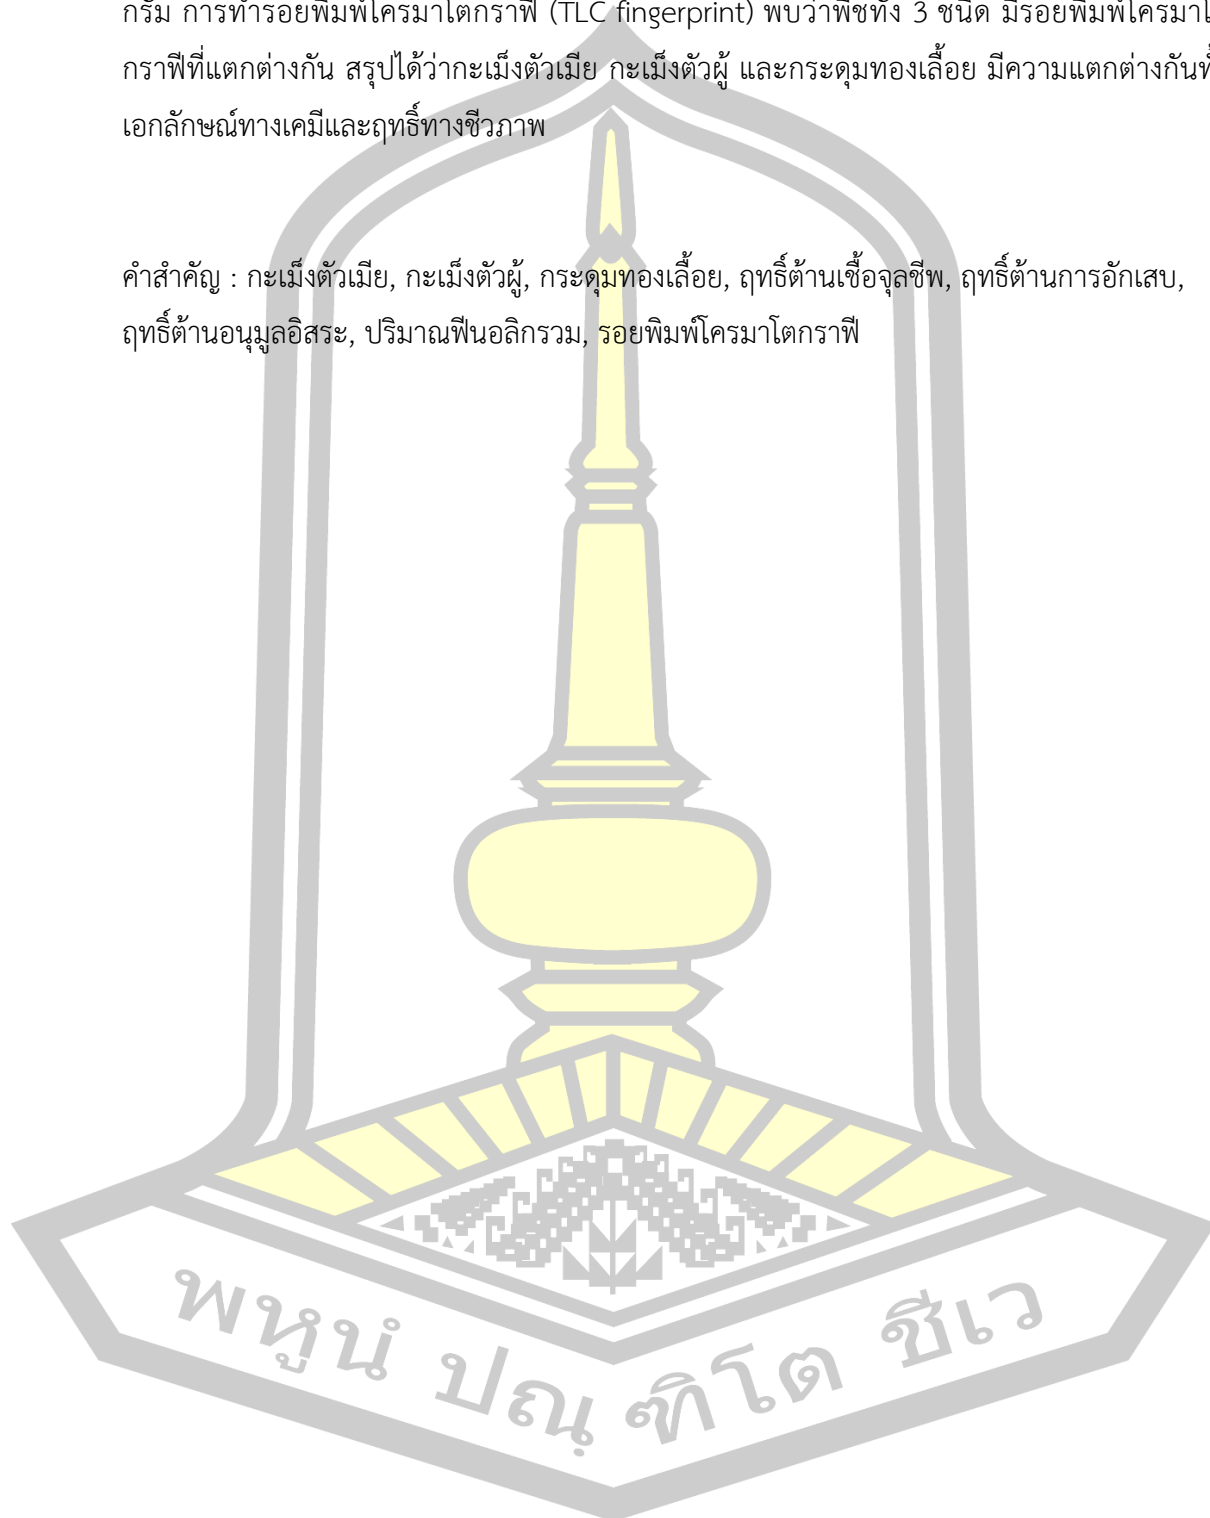 กรัม การทำรอยพิมพ์โครมาโตกราฟี (TLC fingerprint) พบว่าพืชทั้ง 3 ชนิด มีรอยพิมพ์โครมาโ
กราฟีที่แตกต่างกัน สรุปได้ว่ากะเม็งตัวเมีย กะเม็งตัวผู้ และกระดุมทองเลื้อย มีความแตกต่างกัน
เอกลักษณ์ทางเคมีและฤทธิ์ทางชีวภาพ
คำสำคัญ : กะเม็งตัวเมีย, กะเม็งตัวผู้, กระดุมทองเลื้อย, ฤทธิ์ต้านเชื้อจุลชีพ, ฤทธิ์ต้านการอักเสบ,
ฤทธิ์ต้านอนุมูลอิสระ, ปริมาณฟีนอลิกรวม, รอยพิมพ์โครมาโตกราฟี
พหูนํ ปณฺฑิโต ชีเว